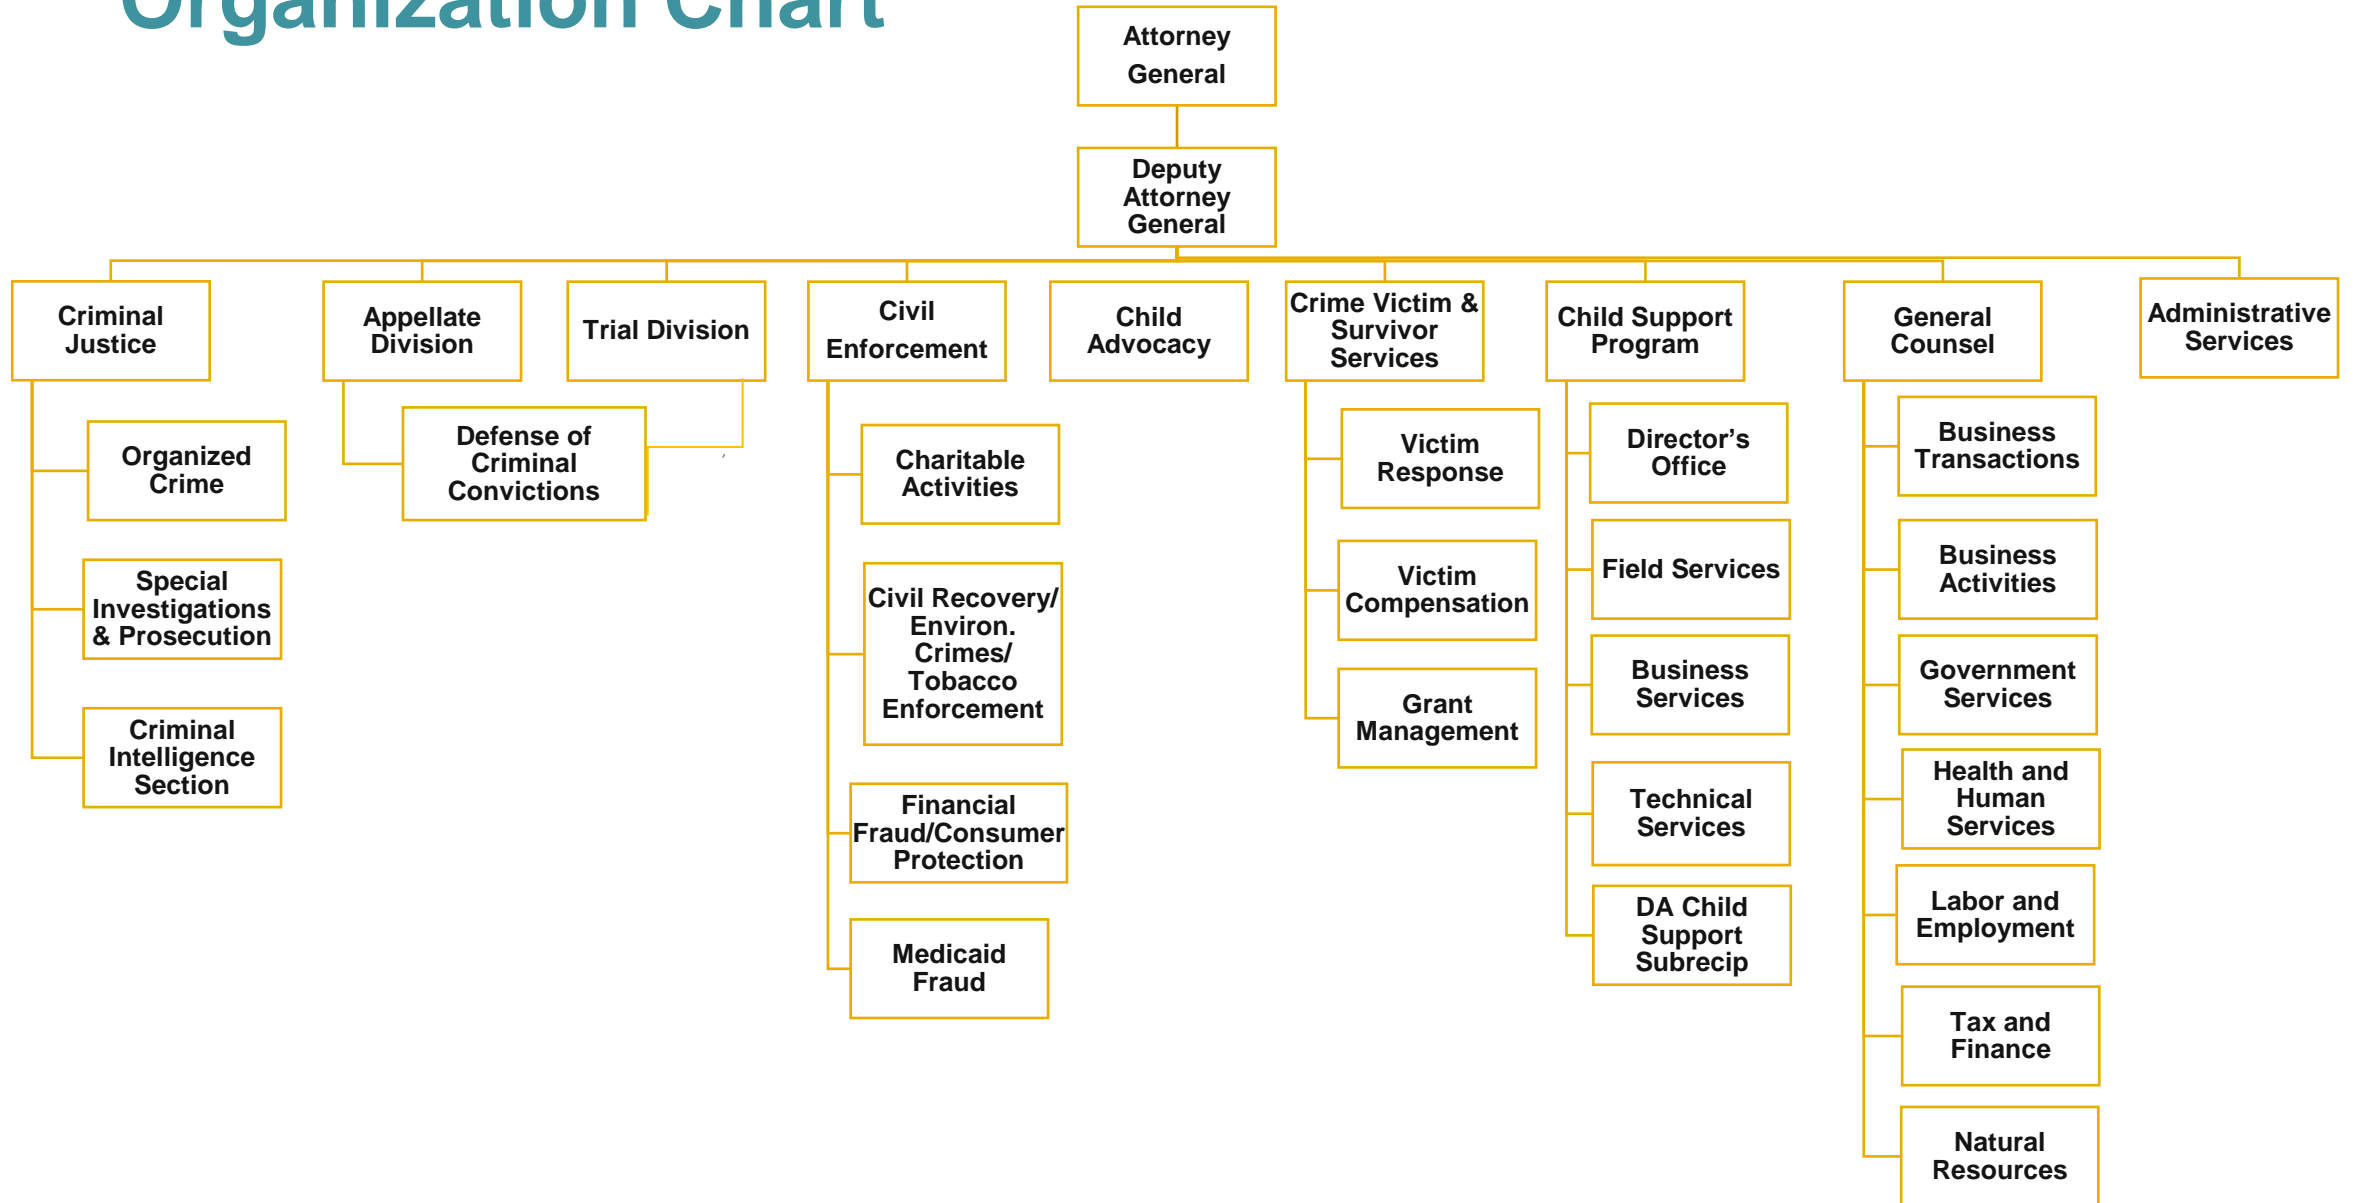 Organization Chart
Attorney
General
Deputy
Attorney
General
Criminal
Justice
Appellate
Division
Trial Division
Civil
Enforcement
Child
Advocacy
Crime Victim &
Survivor
Services
Child Support
Program
General
Counsel
Administrative
Services
Organized
Crime
Special
Investigations
& Prosecution
Criminal
Intelligence
Section
Defense of
Criminal
Convictions
Charitable
Activities
Civil Recovery/
Environ.
Crimes/
Tobacco
Enforcement
Financial
Fraud/Consumer
Protection
Medicaid
Fraud
Victim
Response
Victim
Compensation
Grant
Management
Director’s
Office
Field Services
Business
Services
Technical
Services
DA Child
Support
Subrecip
Business
Transactions
Business
Activities
Government
Services
Health and
Human
Services
Labor and
Employment
Tax and
Finance
Natural
Resources